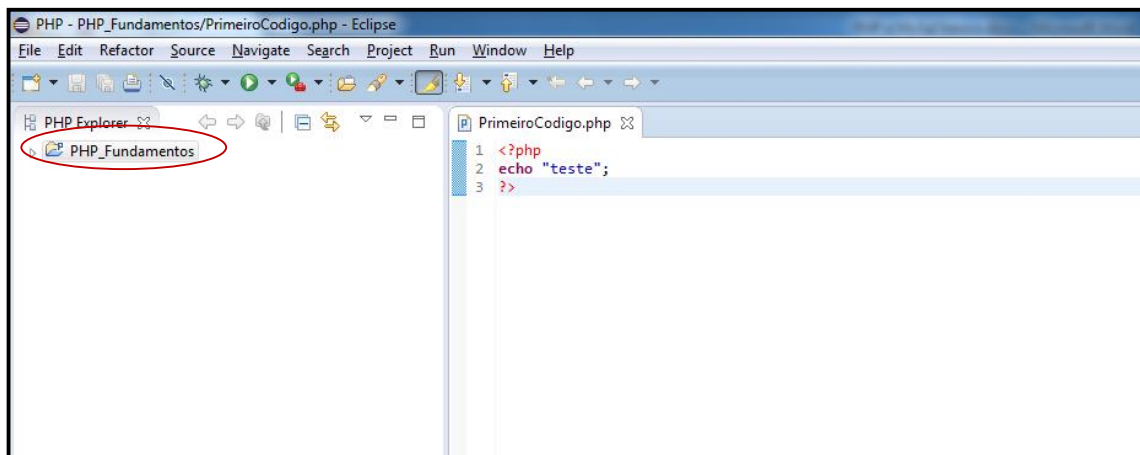 PHP - PHP_Fundamentos/PrimeiroCodigo.php - Eclipse
File Edit Refactor Source Navigate Search Project Run Window Help
PHP Explorer
PHP_Fundamentos
PrimeiroCodigo.php
1 <?php
2 echo "teste";
3 ?>